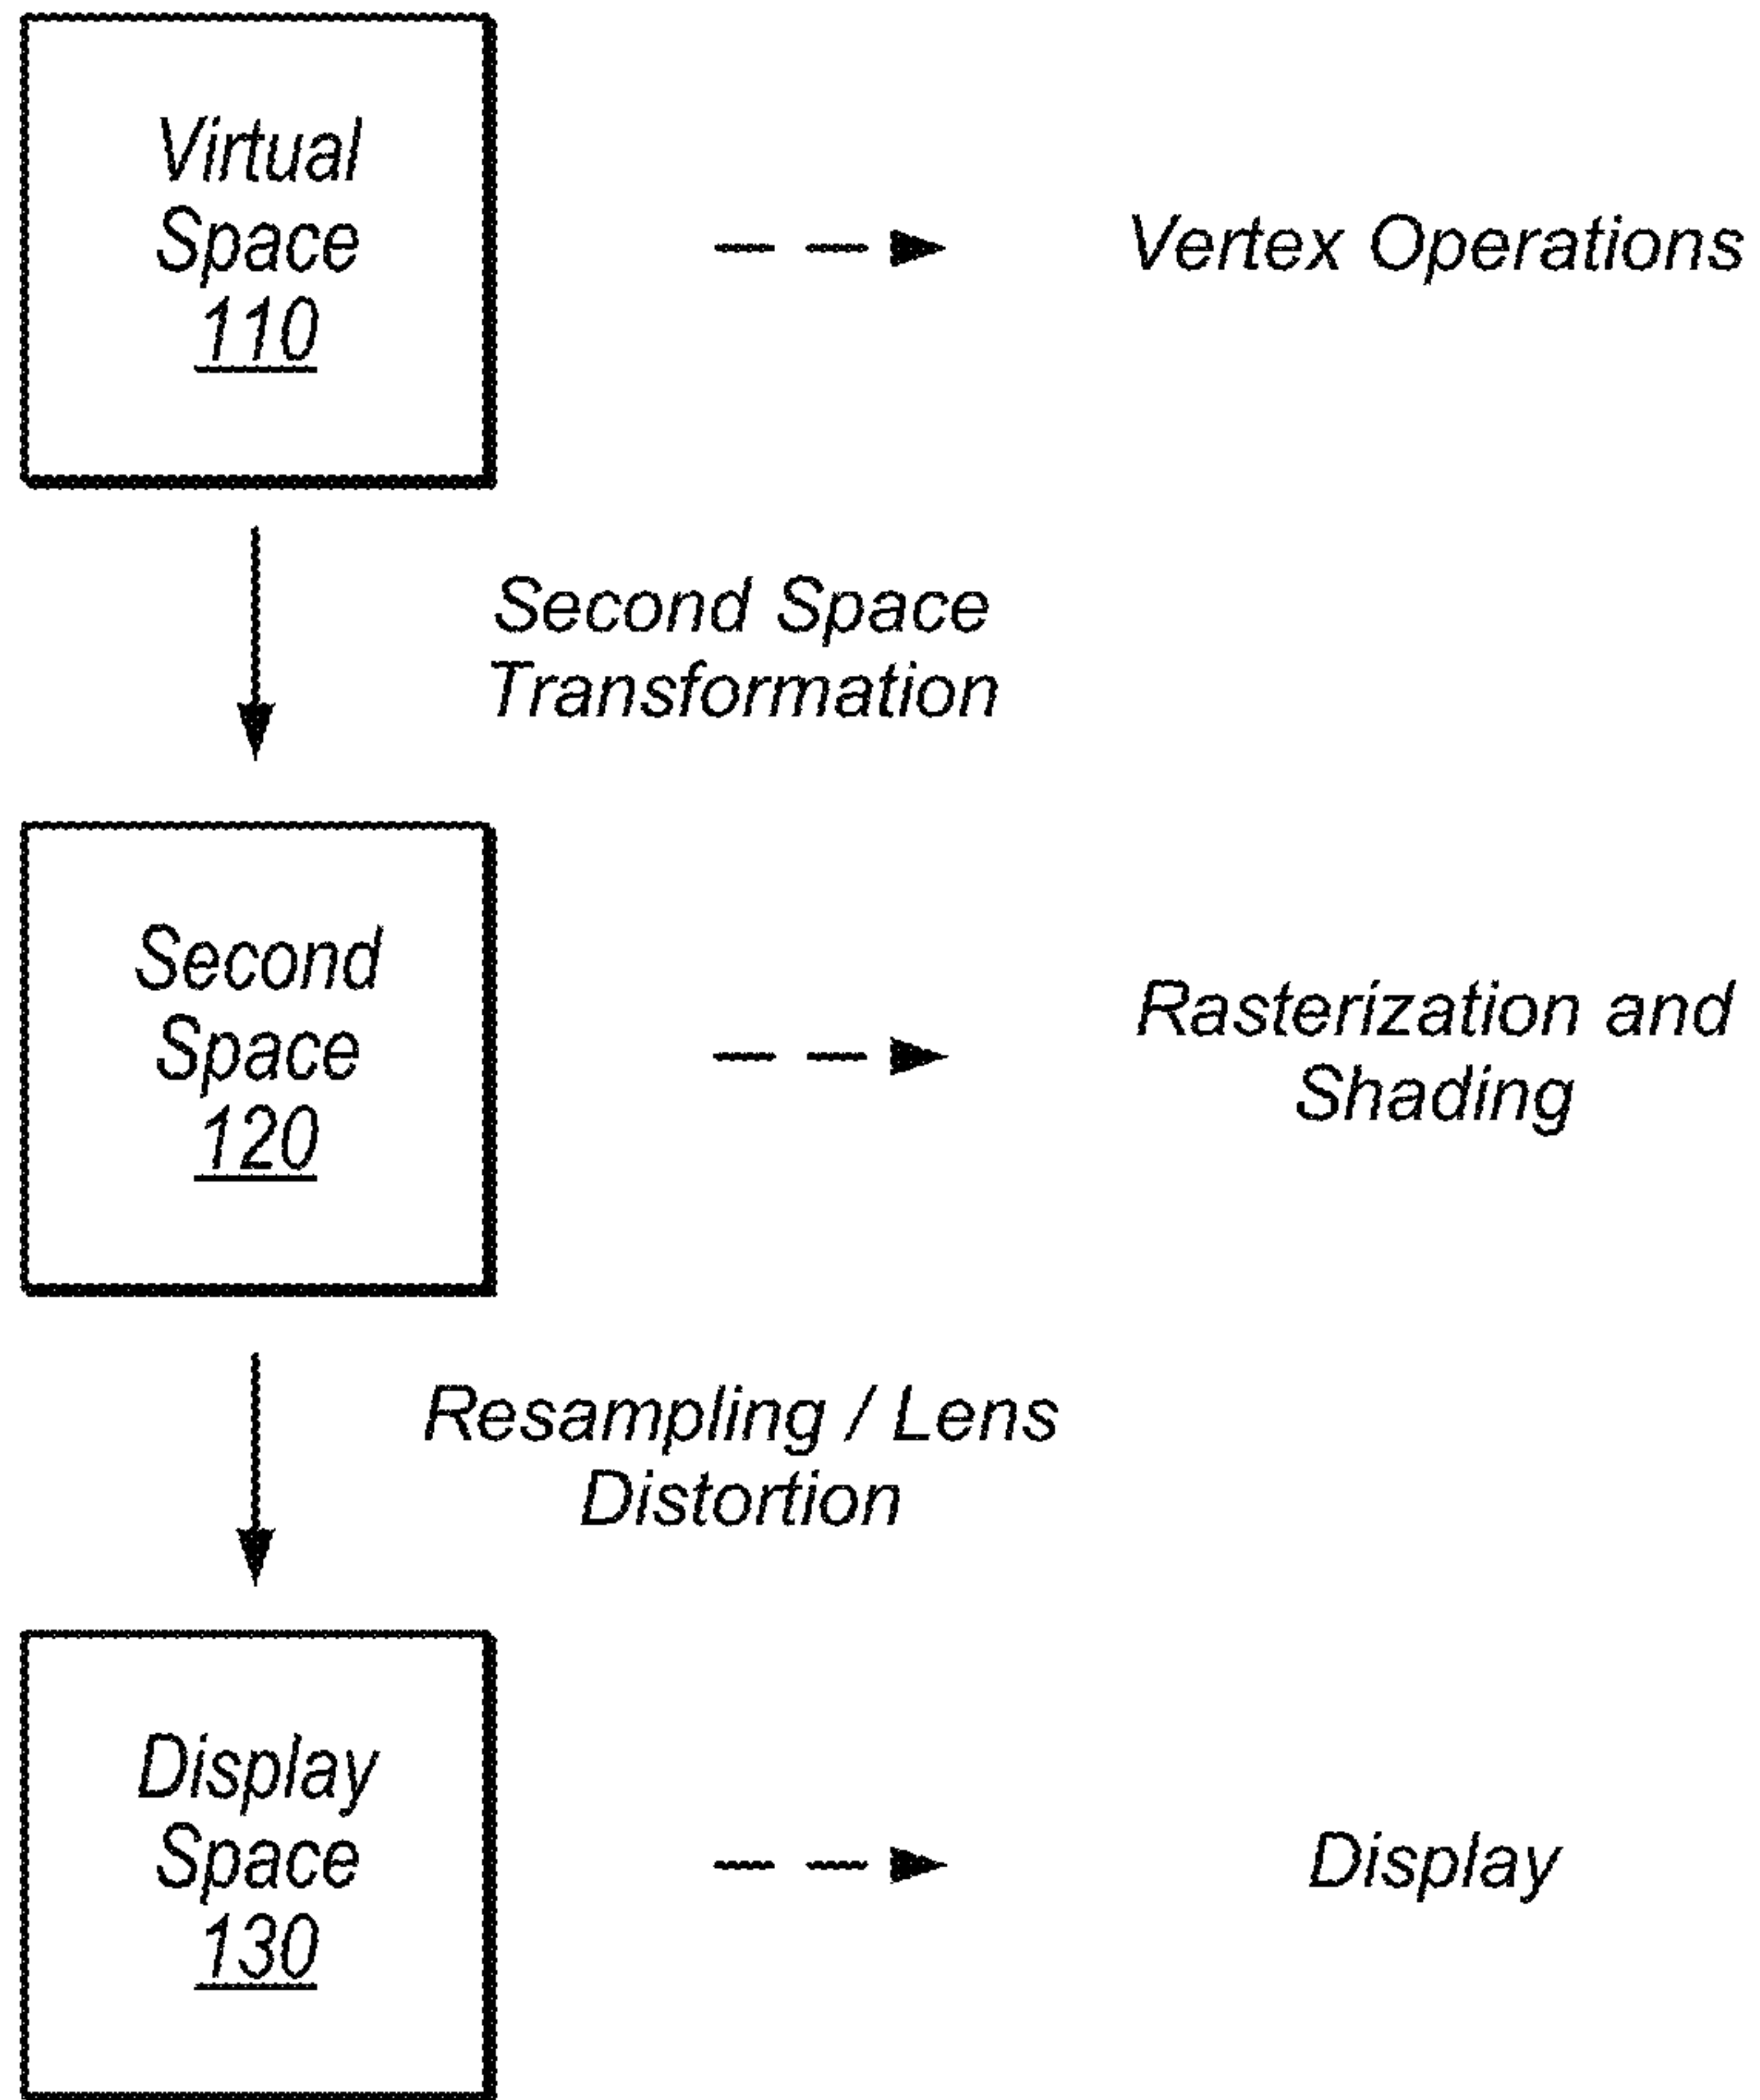 Virtual
Space
110
Vertex Operations
Second Space
Transformation
Second
Space
120
Rasterization and
Shading
Resampling / Lens
Distortion
Display
Space
130
Display